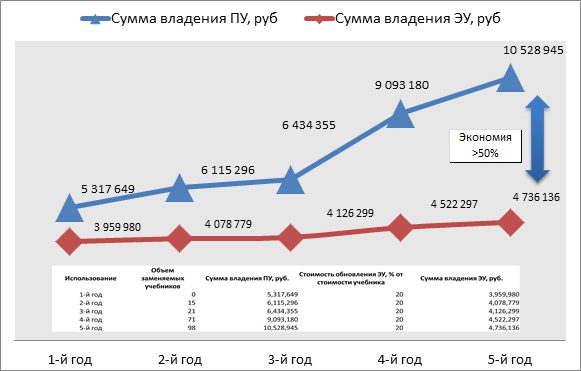 Сумма владения ПУ, руб Сумма владения ЭУ, руб
10 528 945
9 093 180
6 434 355
6 115 296
5 317 649
Экономия
>50%
3 959 980 4 078 779 4 126 299 4 522 297 4 736 136
Использование Объем заменяемых учебников Сумма владения ПУ, руб. Стоимость обновления ЭУ, % от стоимости учебника Сумма владения ЭУ, руб.
1-й год 0 5,317,649 20 3,959,980
2-й год 15 6,115,296 20 4,078,779
3-й год 21 6,434,355 20 4,126,299
4-й год 71 9,093,180 20 4,522,297
5-й год 98 10,528,945 20 4,736,136
1-й год 2-й год 3-й год 4-й год 5-й год